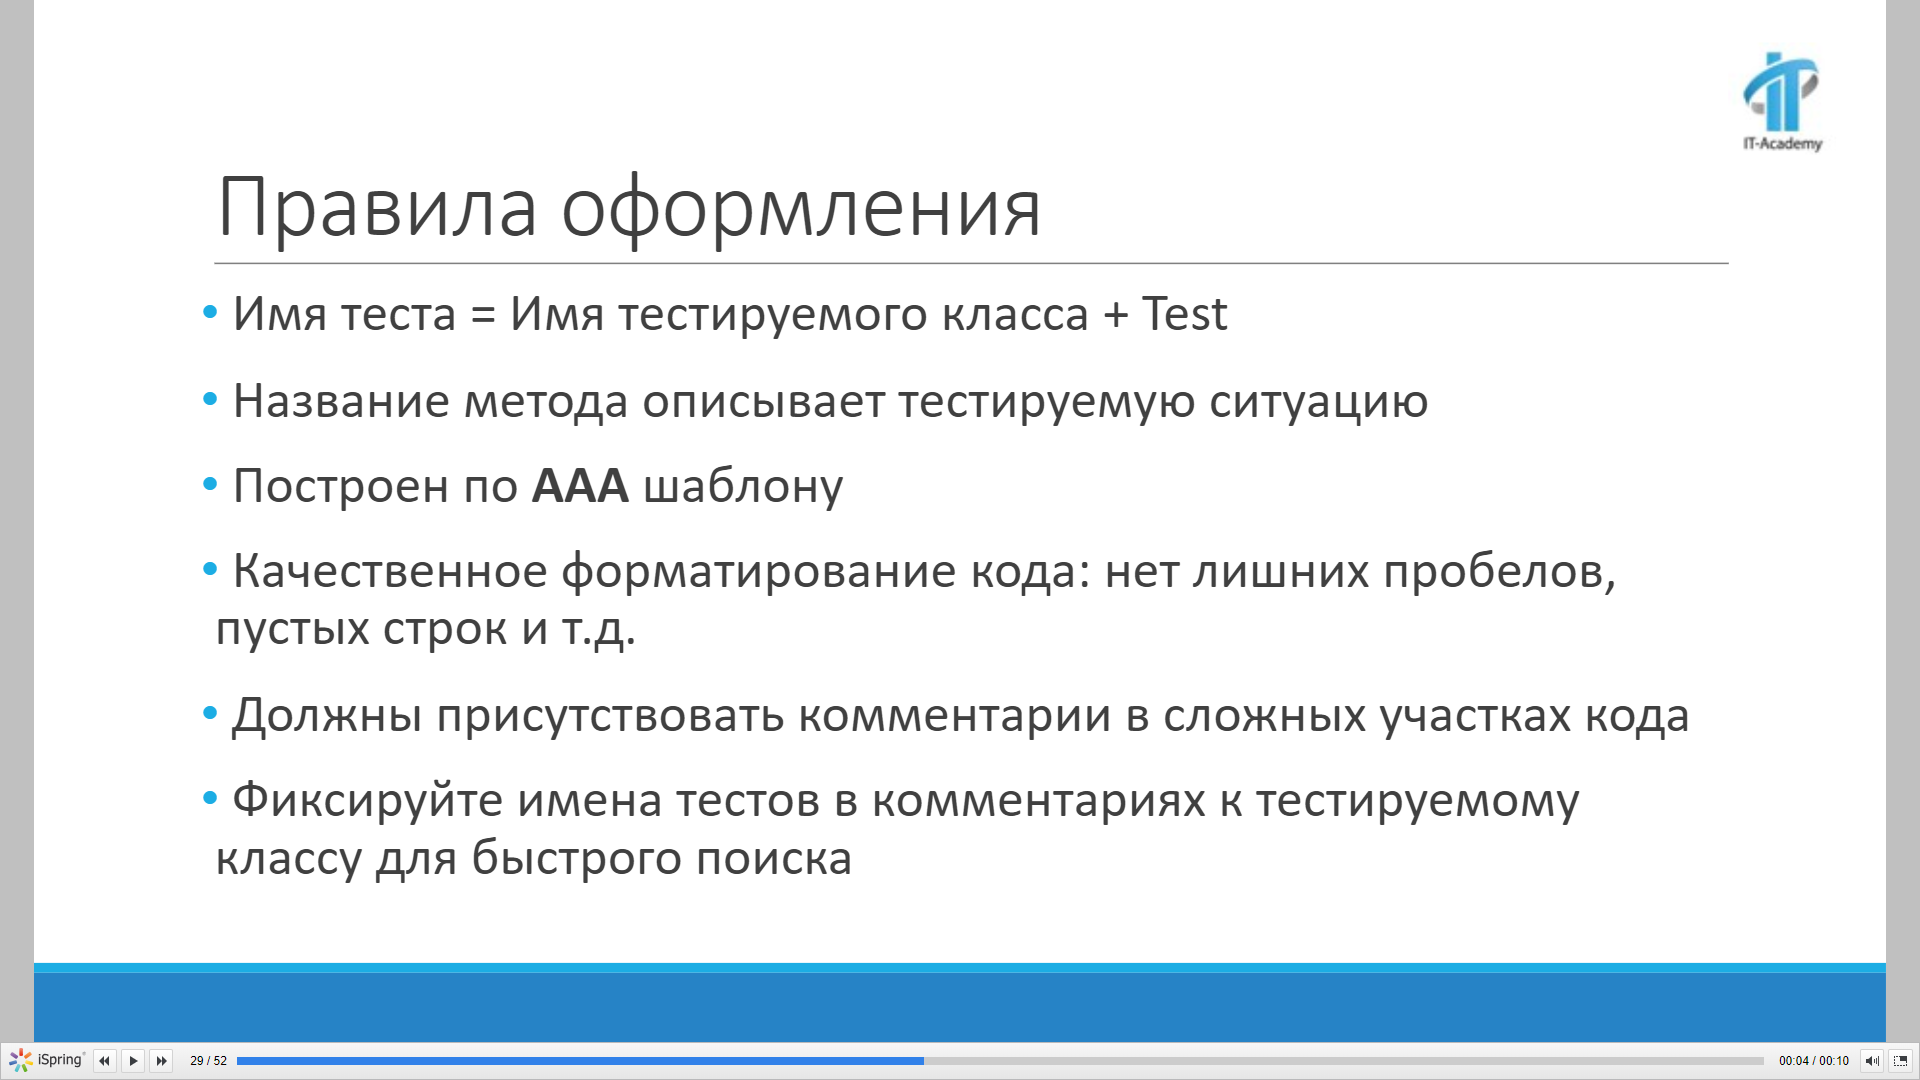 IT-Academy
Правила оформления
• Имя теста = Имя тестируемого класса + Test
• Название метода описывает тестируемую ситуацию
• Построен по ААА шаблону
• Качественное форматирование кода: нет лишних пробелов,
пустых строк и т.д.
• Должны присутствовать комментарии в сложных участках кода
• Фиксируйте имена тестов в комментариях к тестируемому
классу для быстрого поиска
iSpring 29 / 52 00:04 / 00:10